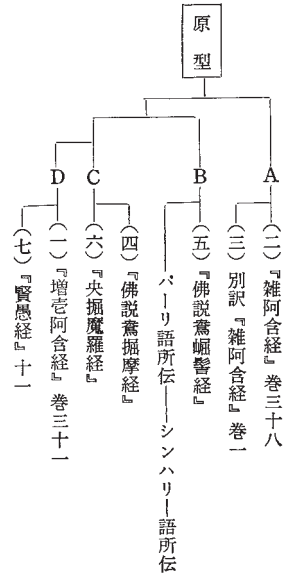 原型
A
B
C
D
(二)『雑阿含経』巻三十八
(三)別訳『雑阿含経』巻一
(五)『佛説鴦崛髻経』
パーリ語所伝——シンハリー語所伝
(四)『佛説鴦掘摩経』
(六)『央掘魔羅経』
(一)『増壱阿含経』巻三十一
(七)『賢愚経』十一